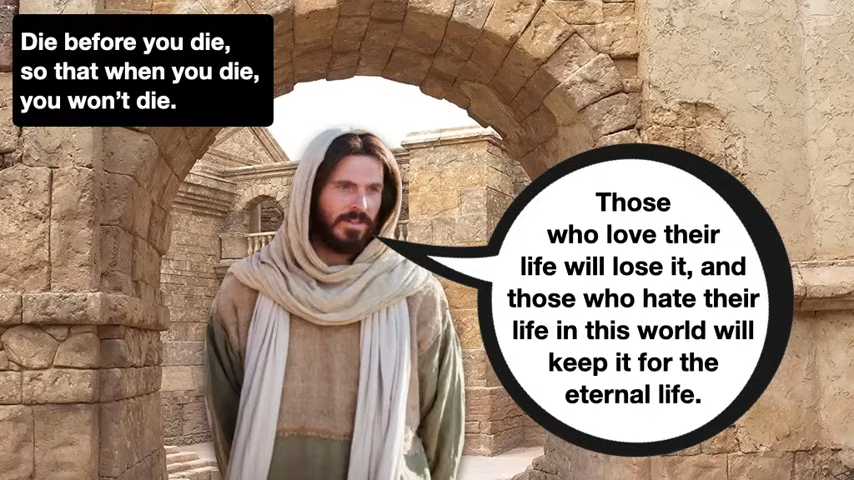 Die before you die,
so that when you die,
you won’t die.
Those
who love their
life will lose it, and
those who hate their
life in this world will
keep it for the
eternal life.